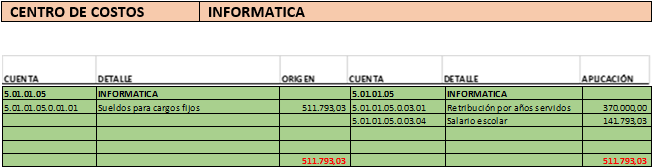 CENTRO DE COSTOS INFORMATICA
CUENTA DETALLE ORIGEN CUENTA DETALLE APLICACIÓN
5.01.01.05 INFORMATICA 5.01.01.05 INFORMATICA
5.01.01.05.0.01.01 Sueldos para cargos fijos 511.793,03 5.01.01.05.0.03.01 Retribución por años servidos 370.000,00
5.01.01.05.0.03.04 Salario escolar 141.793,03
511.793,03 511.793,03